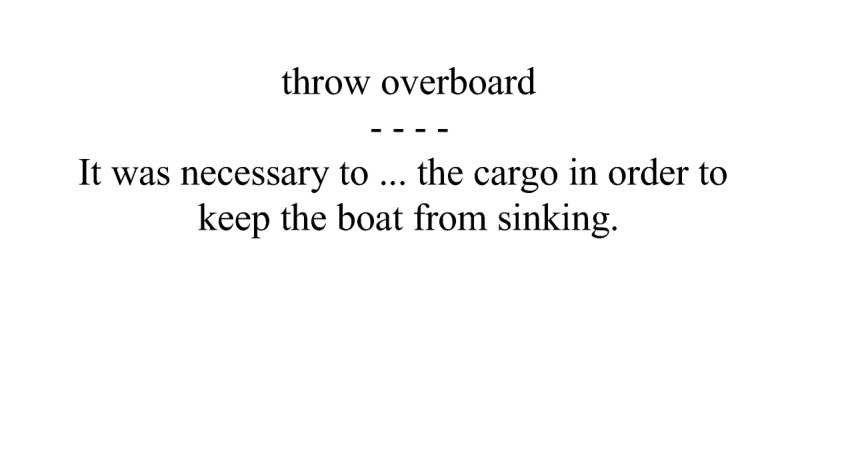 throw overboard
- - - -
It was necessary to ... the cargo in order to
keep the boat from sinking.